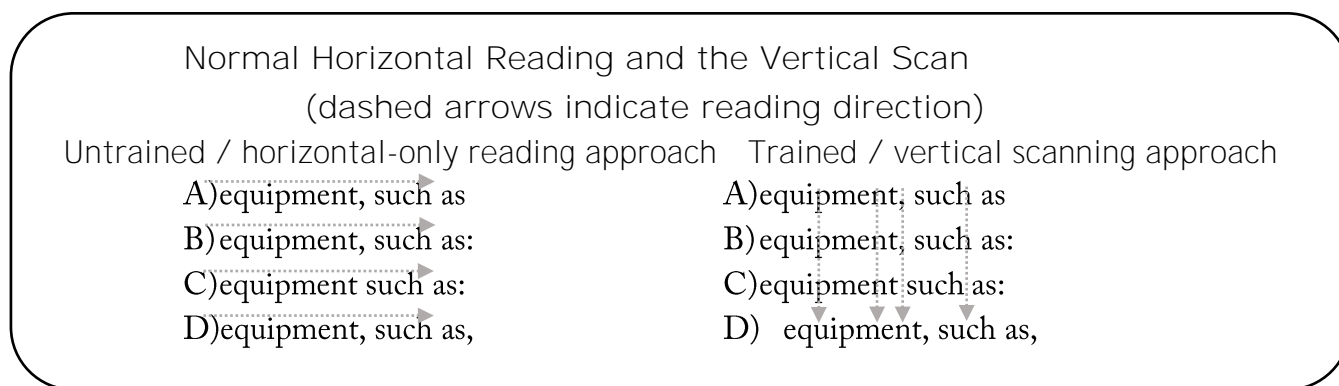 Normal Horizontal Reading and the Vertical Scan
(dashed arrows indicate reading direction)
Untrained / horizontal-only reading approach Trained / vertical scanning approach
A)equipment, such as A)equipment, such as
B)equipment, such as: B)equipment, such as:
C)equipment such as: C)equipment such as:
D)equipment, such as, D) equipment, such as,